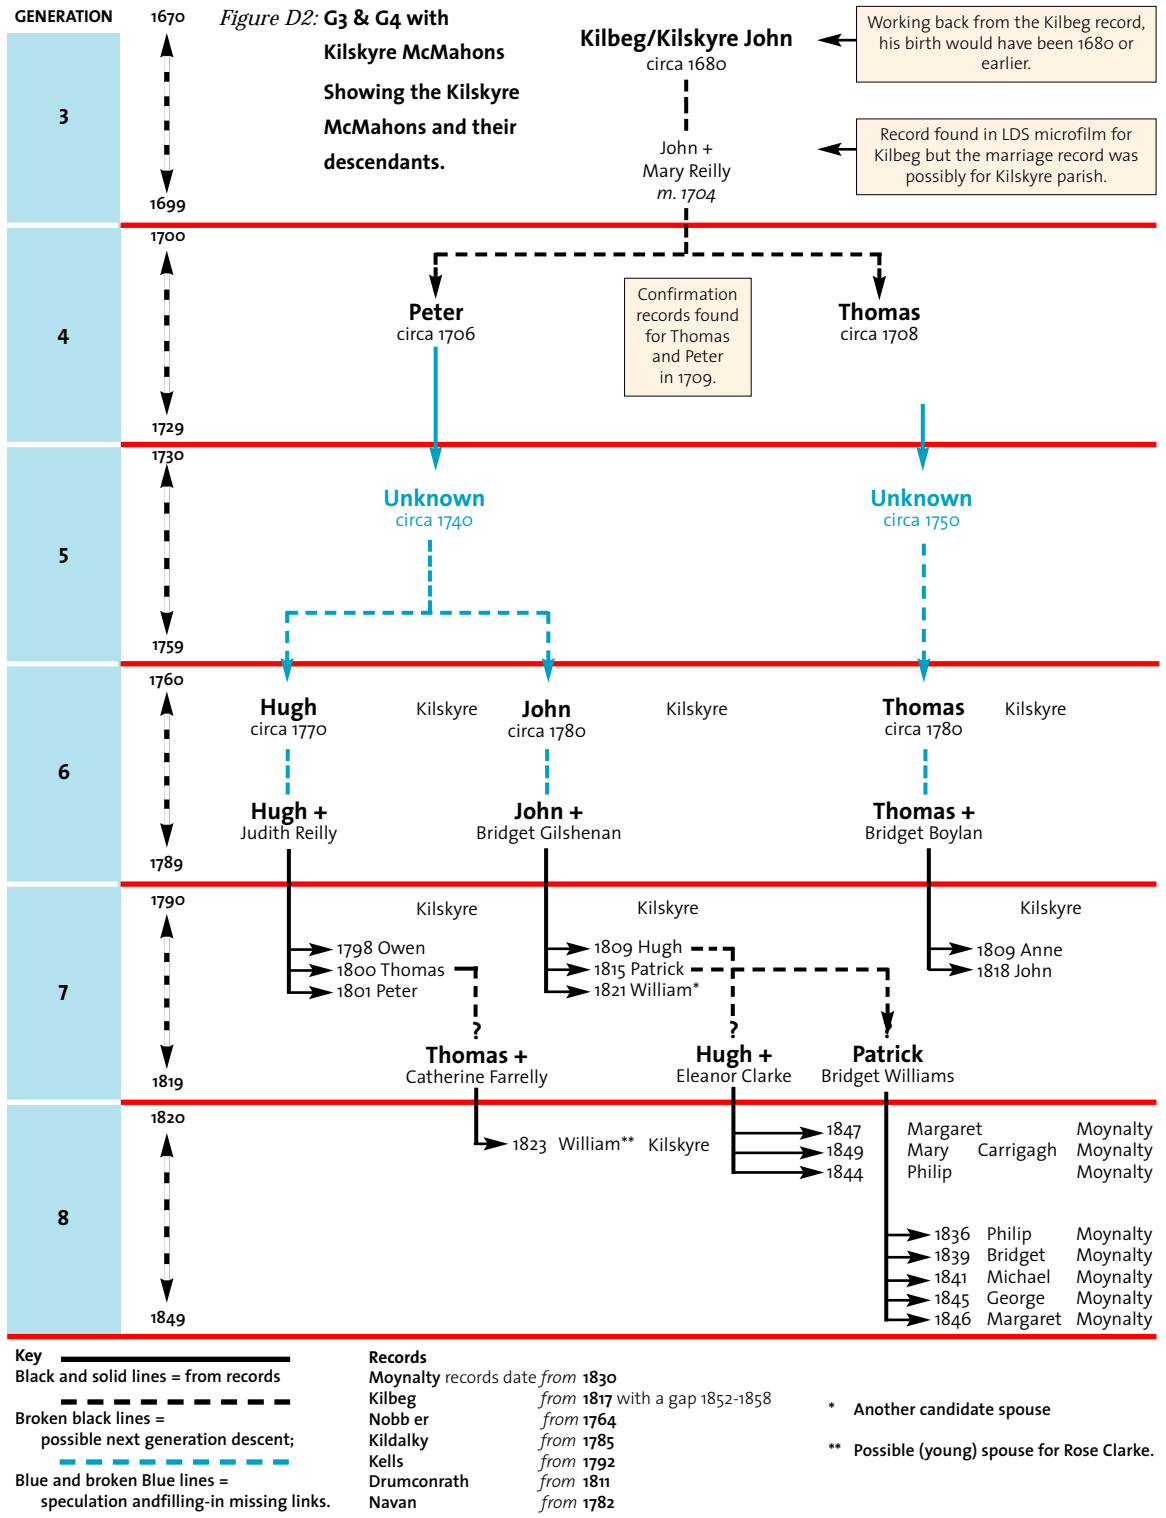 GENERATION
1670
Figure D2: G3 & G4 with
Kilskyre McMahons
Showing the Kilskyre
McMahons and their
descendants.
Kilbeg/Kilskyre John
circa 1680
Working back from the Kilbeg record,
his birth would have been 1680 or
earlier.
3
John +
Mary Reilly
m. 1704
Record found in LDS microfilm for
Kilbeg but the marriage record was
possibly for Kilskyre parish.
1699
1700
4
Peter
circa 1706
Confirmation
records found
for Thomas
and Peter
in 1709.
Thomas
circa 1708
1729
1730
5
Unknown
circa 1740
Unknown
circa 1750
1759
1760
6
Hugh
circa 1770
Kilskyre
John
circa 1780
Kilskyre
Thomas
circa 1780
Kilskyre
Hugh +
Judith Reilly
John +
Bridget Gilshenan
Thomas +
Bridget Boylan
1789
1790
7
Kilskyre
Kilskyre
Kilskyre
1798 Owen
1800 Thomas
1801 Peter
1809 Hugh
1815 Patrick
1821 William*
1809 Anne
1818 John
?
?
?
Thomas +
Catherine Farrelly
Hugh +
Eleanor Clarke
Patrick
Bridget Williams
1819
1820
8
1823 William** Kilskyre
1847 Margaret Moynalty
1849 Mary Carrigagh Moynalty
1844 Philip Moynalty
1836 Philip Moynalty
1839 Bridget Moynalty
1841 Michael Moynalty
1845 George Moynalty
1846 Margaret Moynalty
1849
Key
Black and solid lines = from records
Broken black lines =
possible next generation descent;
Blue and broken Blue lines =
speculation andfilling-in missing links.
Records
Moynalty records date from 1830
Kilbeg from 1817 with a gap 1852-1858
Nobb er from 1764
Kildalky from 1785
Kells from 1792
Drumconrath from 1811
Navan from 1782
* Another candidate spouse
** Possible (young) spouse for Rose Clarke.